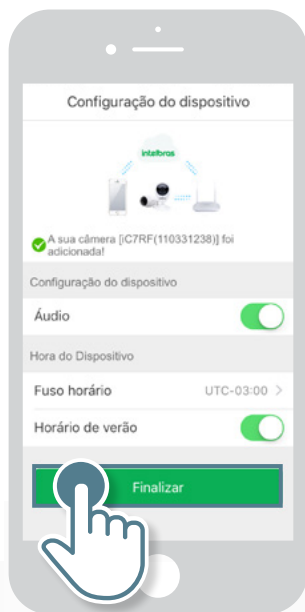 Configuração do dispositivo
intelbras
A sua câmera [iC7RF(110331238)] foi
adicionada!
Configuração do dispositivo
Áudio
Hora do Dispositivo
Fuso horário UTC-03:00 >
Horário de verão
Finalizar